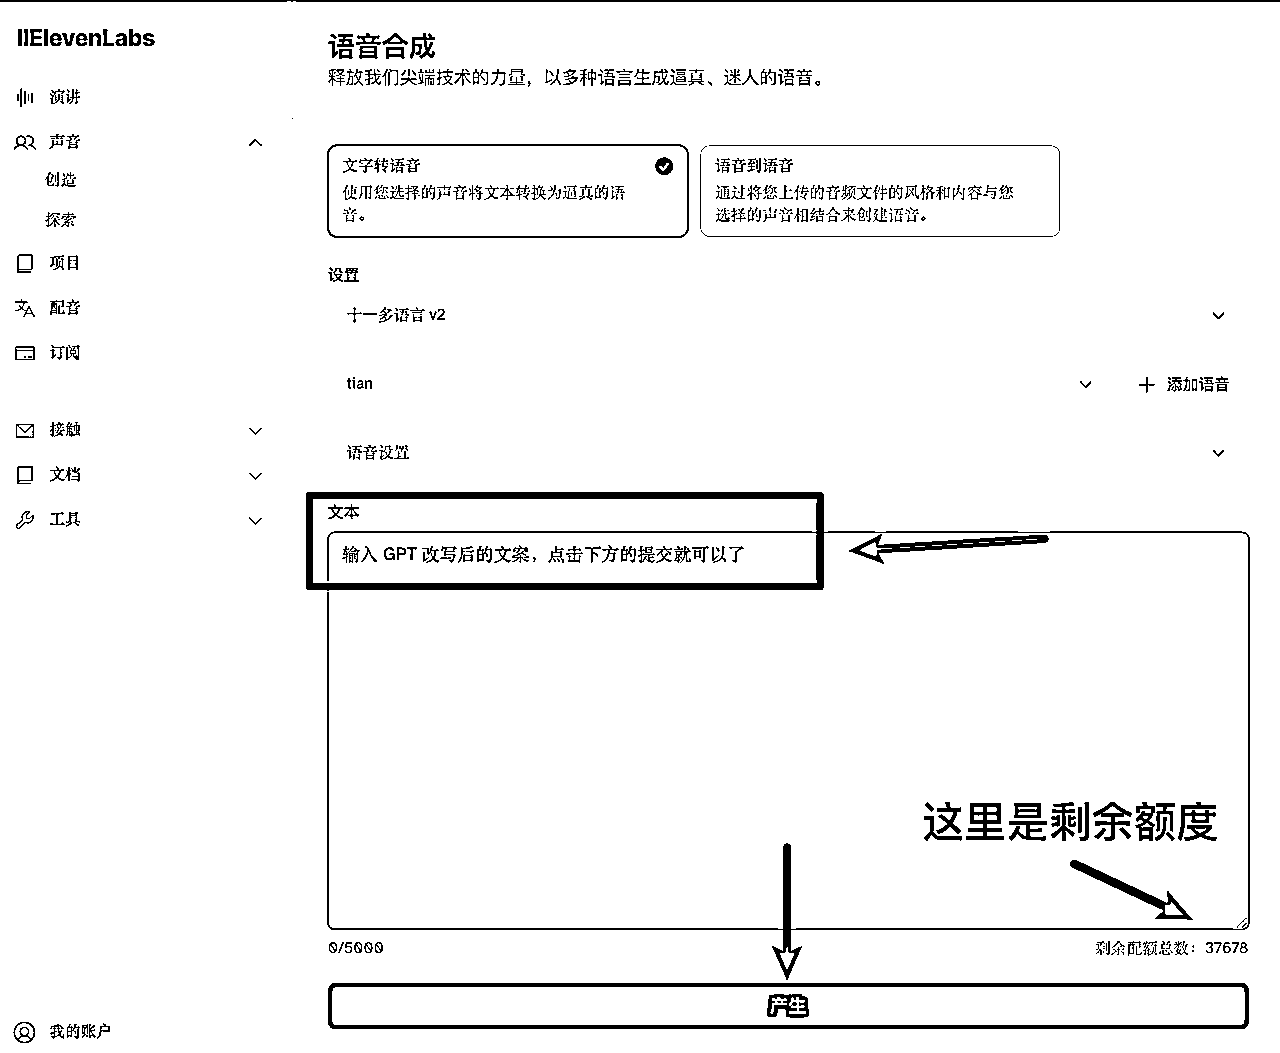 IIElevenLabs
演讲
声音
创造
探索
项目
配音
订阅
接触
文档
工具
我的账户
语音合成
释放我们尖端技术的力量，以多种语言生成逼真、迷人的语音。
文字转语音
使用您选择的声音将文本转换为逼真的语
音。
语音到语音
通过将您上传的音频文件的风格和内容与您
选择的声音相结合来创建语音。
设置
十一多语言 v2
tian
添加语音
语音设置
文本
输入 GPT 改写后的文案，点击下方的提交就可以了
这里是剩余额度
0/5000
剩余配额总数：37678
产生